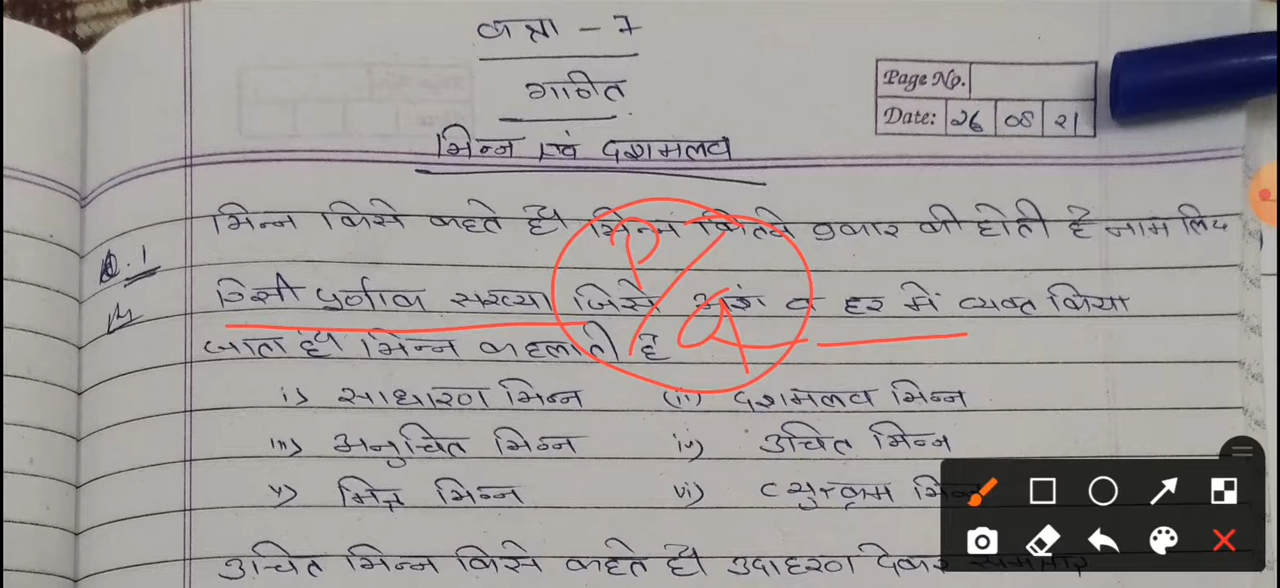 कक्षा - 7
गणित
Page No.
Date: 26 08 21
भिन्न एवं दशमलव
Q.1 भिन्न किसे कहते है। भिन्नं कितने प्रकार की होती है नाम लिख
किसी पुर्णाक सख्या जिसे अंश व हर में व्यक्त किया
जाता है। भिन्न कहलाती है
P/Q
i) साधारण भिन्न (ii) दशमलव भिन्न
iii) अनुचित भिन्न iv) उचित भिन्न
v) मिश्र भिन्न vi) व्युत्क्रम भिन्न
उचित भिन्न किसे कहते है। उदाहरण देकर